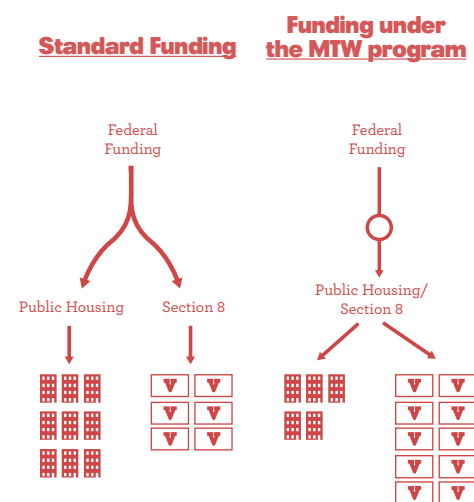 Standard Funding
Funding under
the MTW program
Federal
Funding
Federal
Funding
Public Housing
Section 8
Public Housing/
Section 8
V V
V V
V V
V V
V V
V V
V V
V V